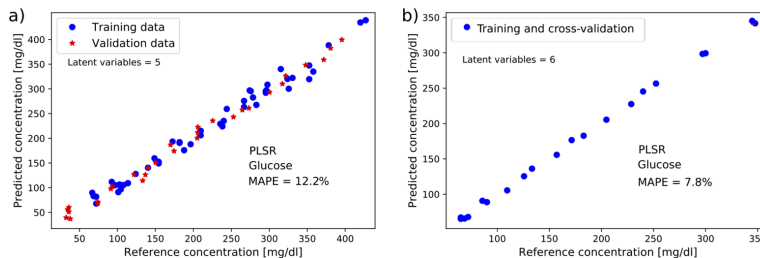 a)
Training data
Validation data
Latent variables = 5
PLSR
Glucose
MAPE = 12.2%
Predicted concentration [mg/dl]
400
350
300
250
200
150
100
50
50 100 150 200 250 300 350 400
Reference concentration [mg/dl]
b)
Training and cross-validation
Latent variables = 6
PLSR
Glucose
MAPE = 7.8%
Predicted concentration [mg/dl]
350
300
250
200
150
100
100 150 200 250 300
Reference concentration [mg/dl]